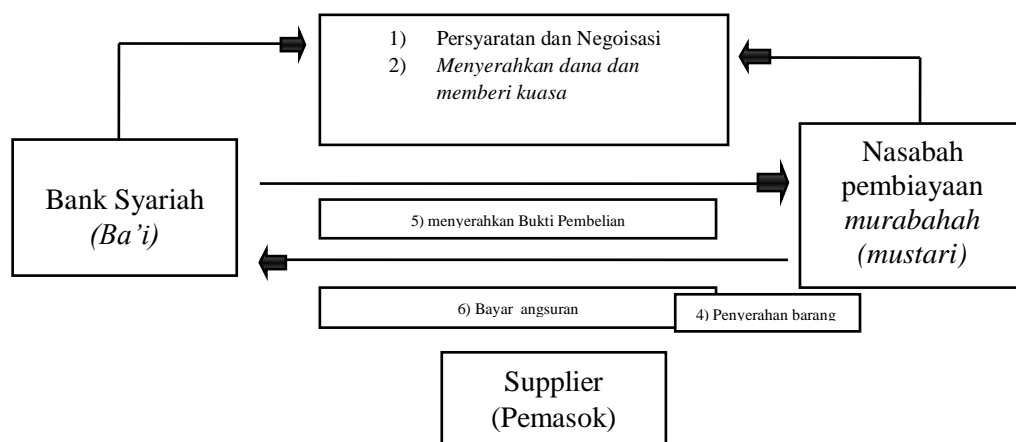 1) Persyaratan dan Negoisasi
2) Menyerahkan dana dan
memberi kuasa
Bank Syariah
(Ba’i)
Nasabah
pembiayaan
murabahah
(mustari)
5) menyerahkan Bukti Pembelian
6) Bayar angsuran
4) Penyerahan barang
Supplier
(Pemasok)